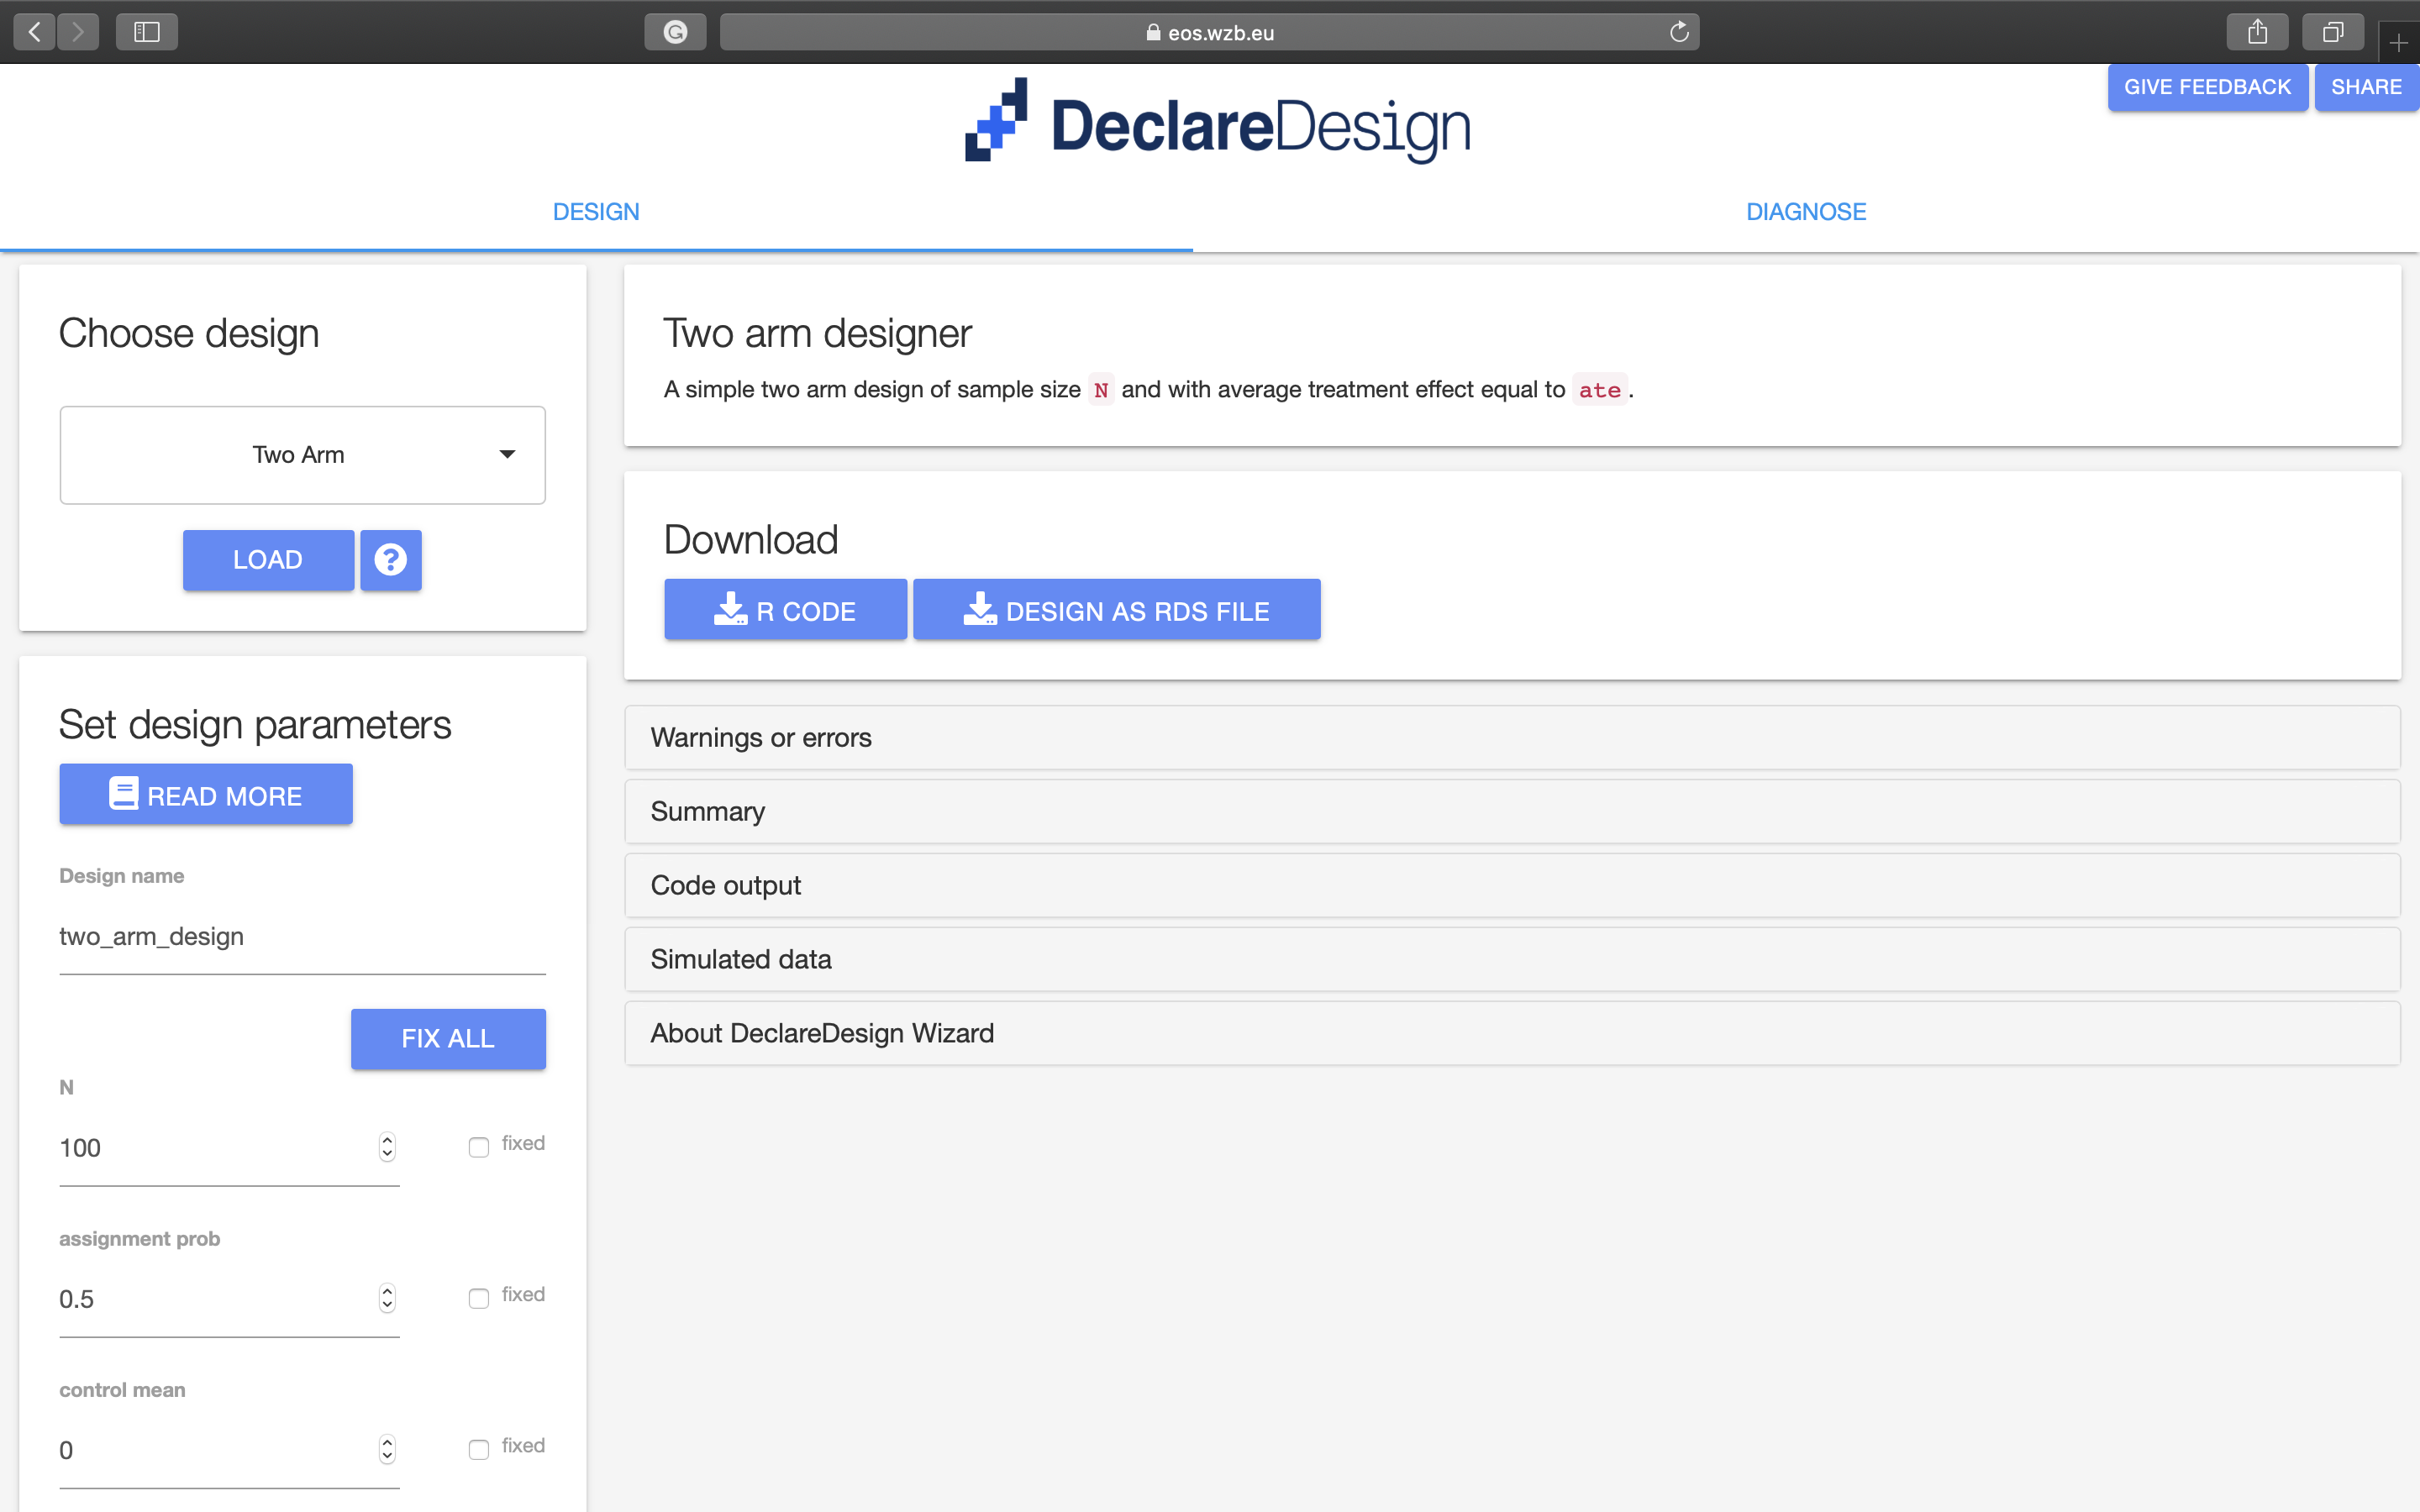 eos.wzb.eu
GIVE FEEDBACK
SHARE
DeclareDesign
DESIGN
DIAGNOSE
Choose design
Two Arm
LOAD
?
Set design parameters
READ MORE
Design name
two_arm_design
FIX ALL
N
100
fixed
assignment prob
0.5
fixed
control mean
0
fixed
Two arm designer
A simple two arm design of sample size N and with average treatment effect equal to ate.
Download
R CODE
DESIGN AS RDS FILE
Warnings or errors
Summary
Code output
Simulated data
About DeclareDesign Wizard